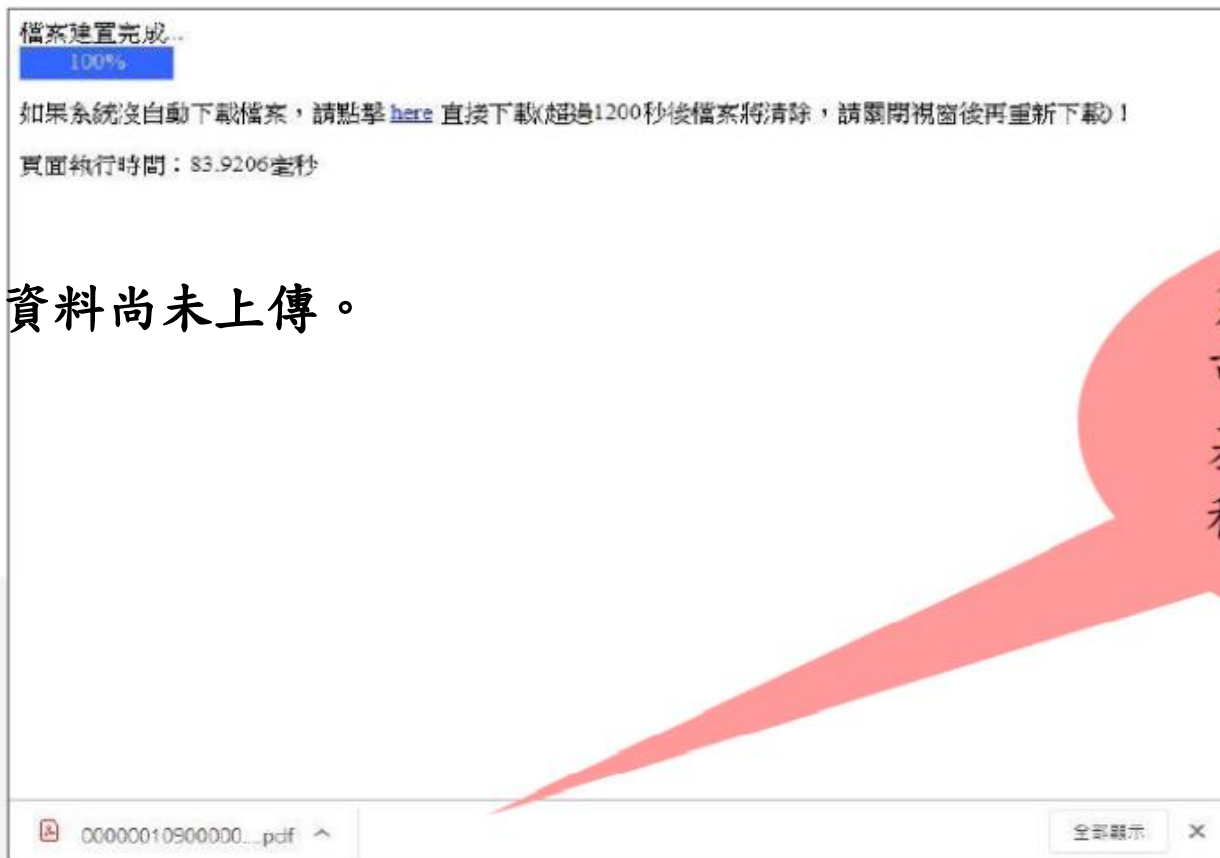 檔案建置完成...
100%
如果系統沒自動下載檔案，請點擊 here 直接下載(超過1200秒後檔案將清除，請關閉視窗後再重新下載)！
頁面執行時間：83.9206毫秒
資料尚未上傳。
00000010900000....pdf
全部顯示